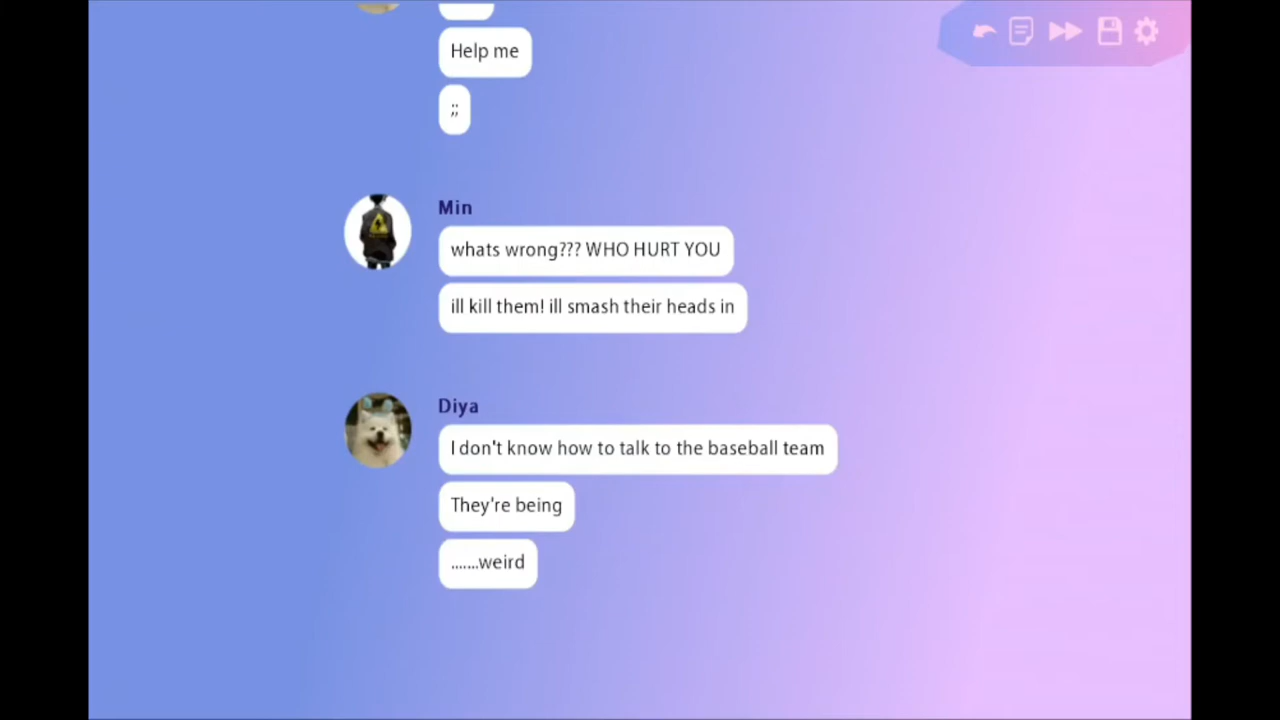 Help me
;;
Min
whats wrong??? WHO HURT YOU
ill kill them! ill smash their heads in
Diya
I don't know how to talk to the baseball team
They're being
.......weird